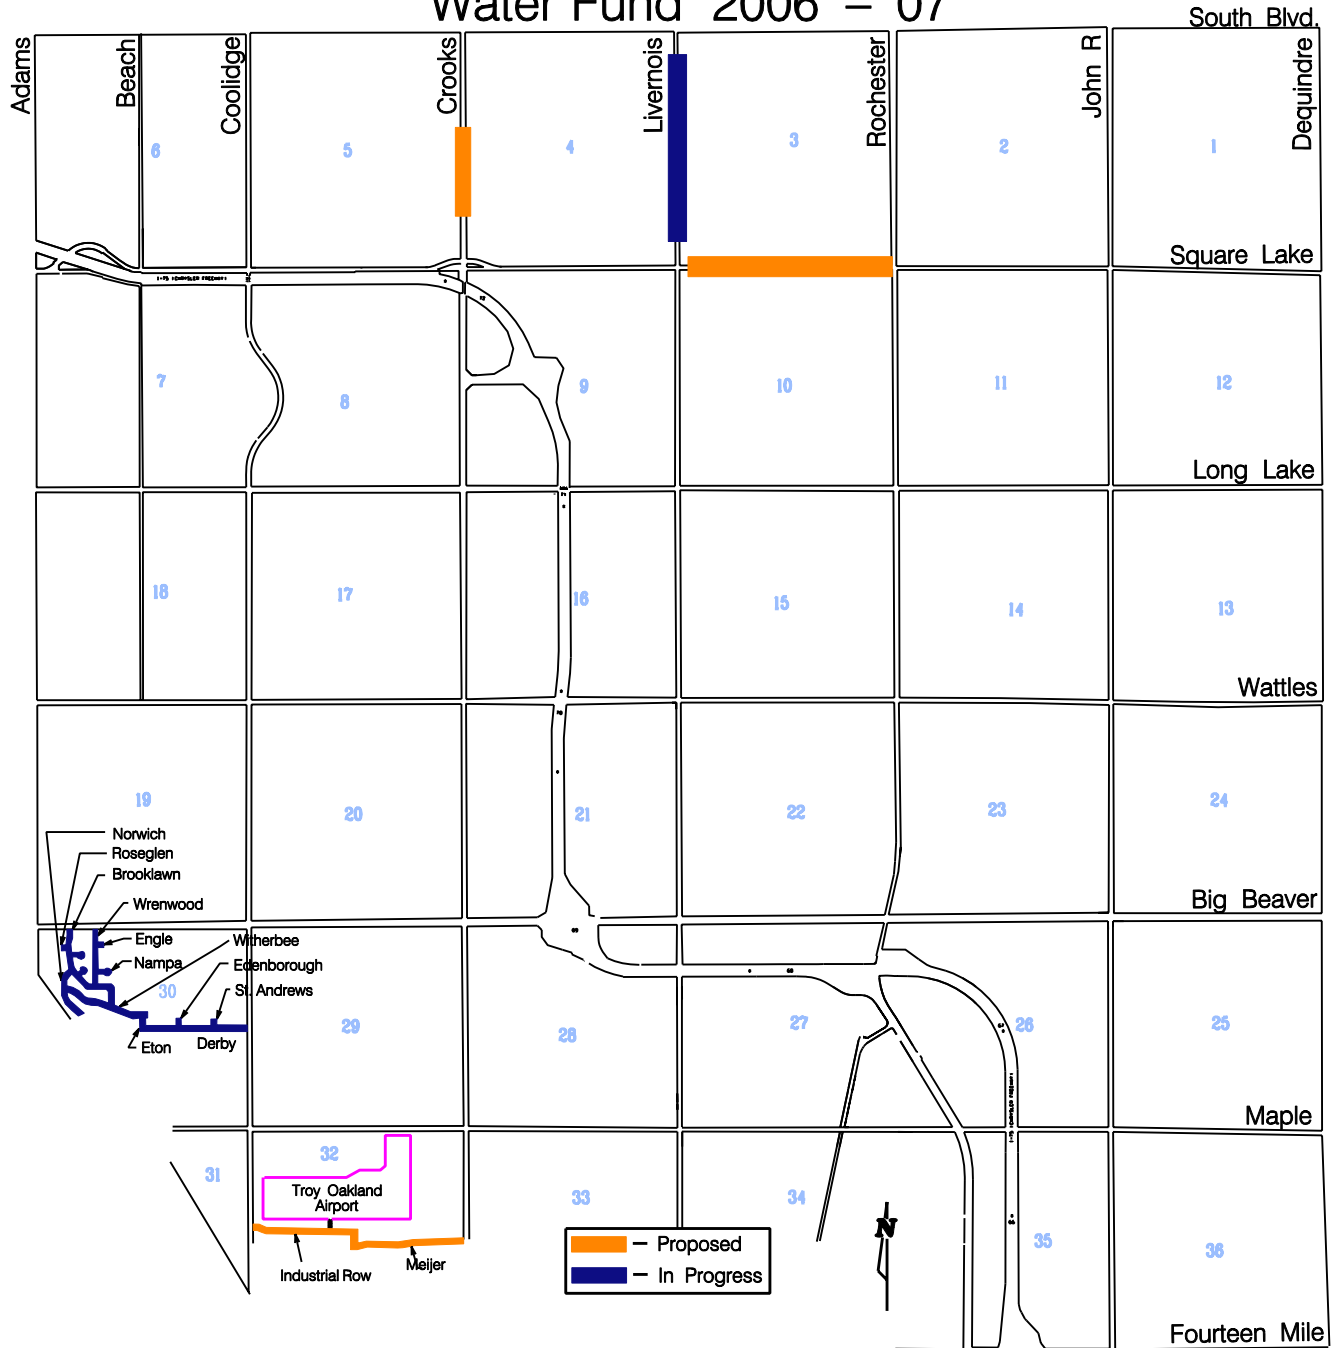 Water Fund 2006 – 07
South Blvd.
Adams
Beach
Coolidge
Crooks
Livernois
Rochester
John R
Dequindre
6
5
4
3
2
1
Square Lake
I-75 (CHRYSLER FREEWAY)
7
8
9
10
11
12
Long Lake
18
17
16
15
14
13
Wattles
19
20
21
22
23
24
Norwich
Roseglen
Brooklawn
Wrenwood
Big Beaver
Engle
Witherbee
Nampa
Edenborough
30
St. Andrews
29
28
27
26
25
Eton
Derby
Maple
31
32
Troy Oakland
Airport
33
34
35
36
N
Industrial Row
Meijer
– Proposed
– In Progress
Fourteen Mile